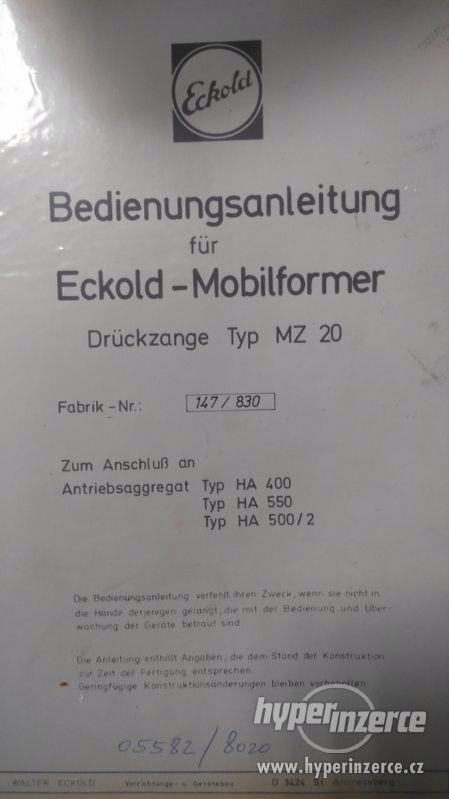 Eckold
Bedienungsanleitung
für
Eckold-Mobilformer
Drückzange Typ MZ 20
Fabrik-Nr.: 147/830
Zum Anschluß an
Antriebsaggregat Typ HA 400
Typ HA 550
Typ HA 500/2
Die Bedienungsanleitung verfehlt ihren Zweck, wenn sie nicht in
die Hände derjenigen gelangt, die mit der Bedienung und Über-
wachung der Geräte betraut sind.
Die Anleitung enthält Angaben, die dem Stand der Konstruktion
zur Zeit der Fertigung entsprechen.
Geringfügige Konstruktionsänderungen bleiben vorbehalten.
05582/8020
hyperinzerce
www.hyperinzerce.cz
WALTER ECKOLD Vorrichtungs- u. Gerätebau D 3424 St. Andreasberg